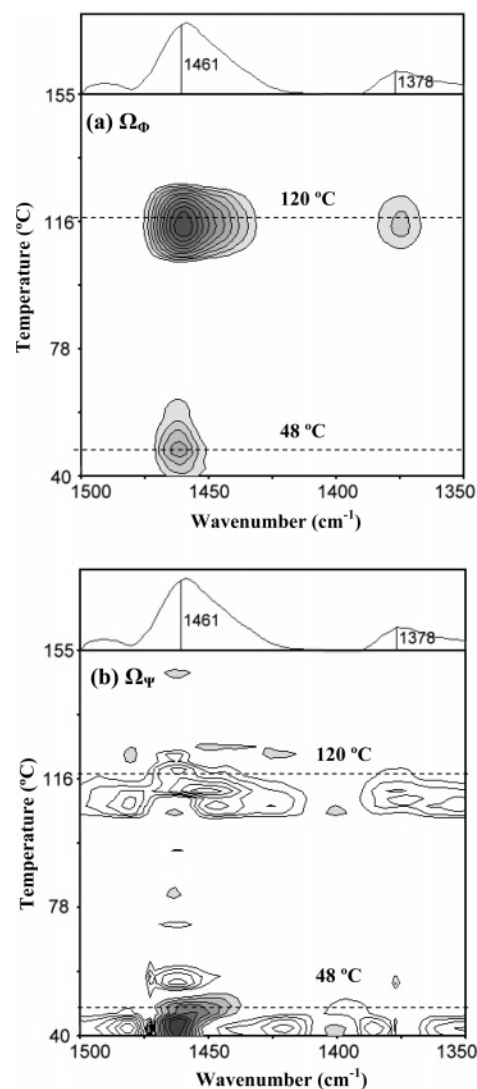 1461
1378
155
(a) ΩΦ
120 ºC
116
Temperature (ºC)
78
48 ºC
40
1500
1450
1400
1350
Wavenumber (cm-1)
1461
1378
155
(b) ΩΨ
120 ºC
116
Temperature (ºC)
78
48 ºC
40
1500
1450
1400
1350
Wavenumber (cm-1)